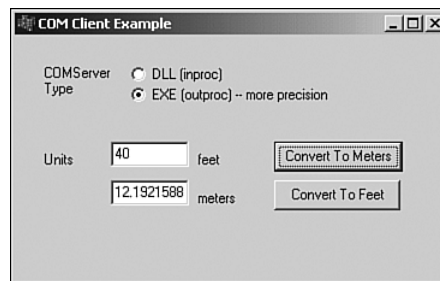 COM Client Example
COMServer
Type
DLL (inproc)
EXE (outproc) -- more precision
Units
40
feet
Convert To Meters
12.1921588
meters
Convert To Feet